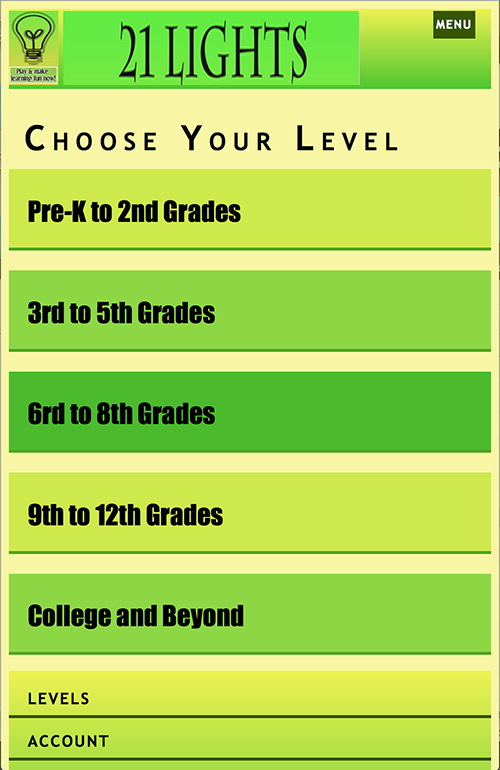 Play & make
learning fun now!
21 LIGHTS
MENU
Choose Your Level
Pre-K to 2nd Grades
3rd to 5th Grades
6rd to 8th Grades
9th to 12th Grades
College and Beyond
LEVELS
ACCOUNT